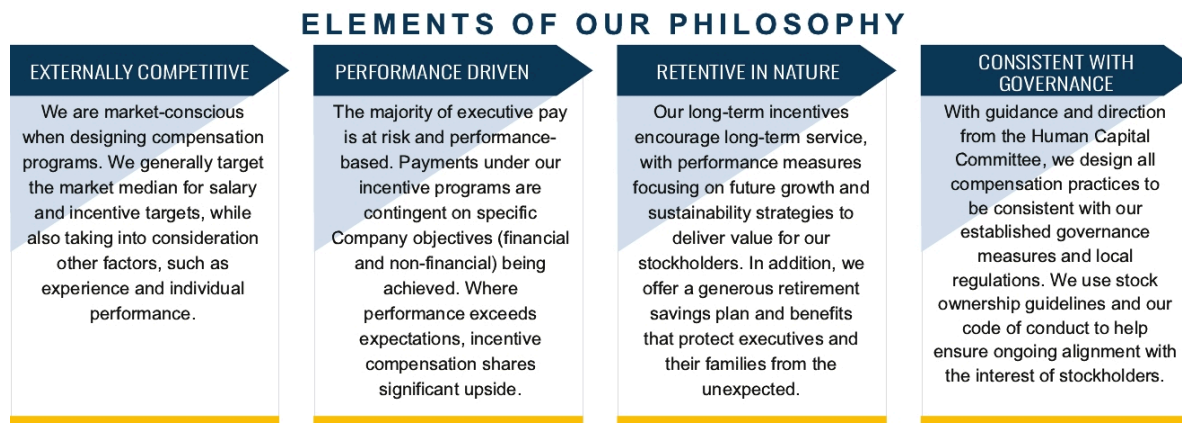 ELEMENTS OF OUR PHILOSOPHY
EXTERNALLY COMPETITIVE
We are market-conscious
when designing compensation
programs. We generally target
the market median for salary
and incentive targets, while
also taking into consideration
other factors, such as
experience and individual
performance.
PERFORMANCE DRIVEN
The majority of executive pay
is at risk and performance-
based. Payments under our
incentive programs are
contingent on specific
Company objectives (financial
and non-financial) being
achieved. Where
performance exceeds
expectations, incentive
compensation shares
significant upside.
RETENTIVE IN NATURE
Our long-term incentives
encourage long-term service,
with performance measures
focusing on future growth and
sustainability strategies to
deliver value for our
stockholders. In addition, we
offer a generous retirement
savings plan and benefits
that protect executives and
their families from the
unexpected.
CONSISTENT WITH
GOVERNANCE
With guidance and direction
from the Human Capital
Committee, we design all
compensation practices to
be consistent with our
established governance
measures and local
regulations. We use stock
ownership guidelines and our
code of conduct to help
ensure ongoing alignment with
the interest of stockholders.